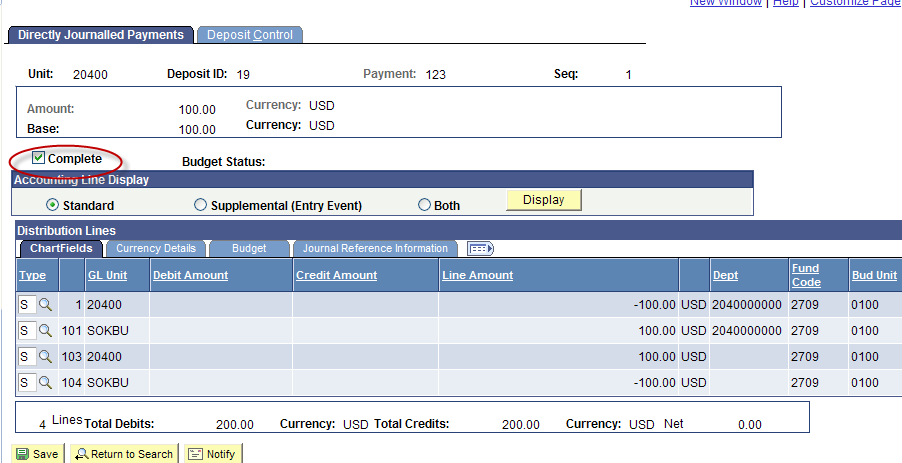 New Window | Help | Customize Page
Directly Journalled Payments Deposit Control
Unit: 20400 Deposit ID: 19 Payment: 123 Seq: 1
Amount: 100.00 Currency: USD
Base: 100.00 Currency: USD
Complete Budget Status:
Accounting Line Display
Standard Supplemental (Entry Event) Both Display
Distribution Lines
ChartFields Currency Details Budget Journal Reference Information
Type GL Unit Debit Amount Credit Amount Line Amount Dept Fund Code Bud Unit
S 1 20400 -100.00 USD 2040000000 2709 0100
S 101 SOKBU 100.00 USD 2040000000 2709 0100
S 103 20400 100.00 USD 2709 0100
S 104 SOKBU -100.00 USD 2709 0100
4 Lines Total Debits: 200.00 Currency: USD Total Credits: 200.00 Currency: USD Net 0.00
Save Return to Search Notify